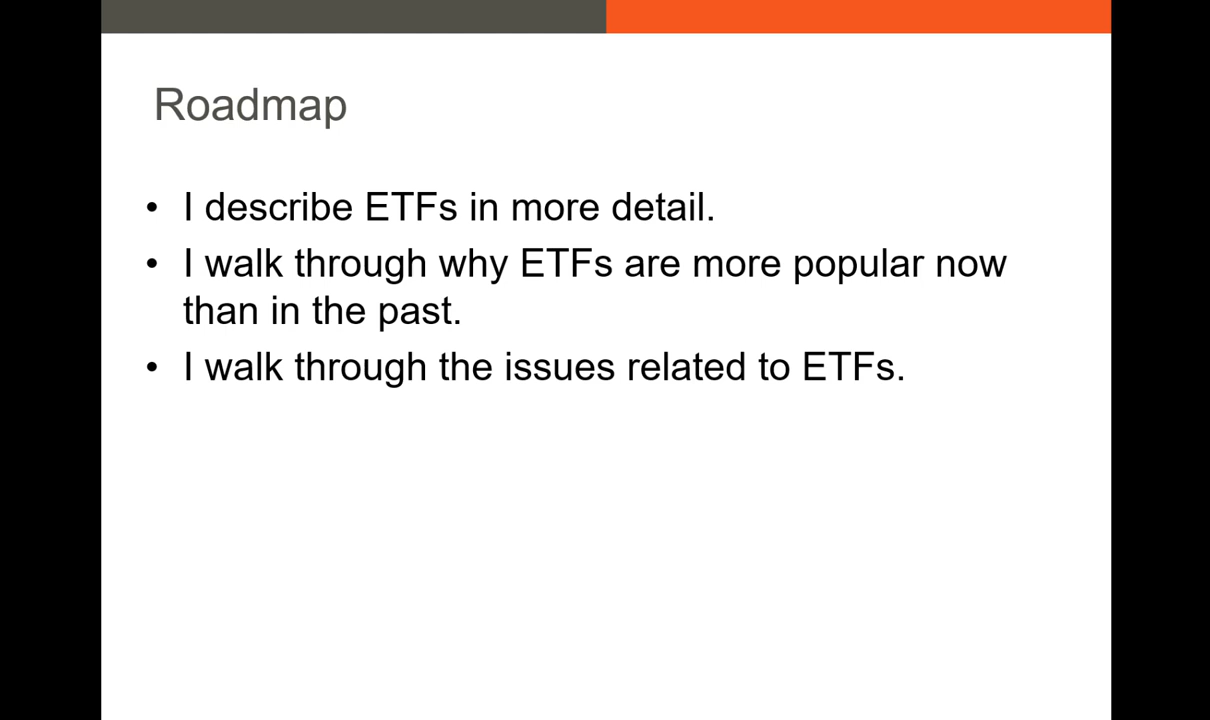 Roadmap
• I describe ETFs in more detail.
• I walk through why ETFs are more popular now
than in the past.
• I walk through the issues related to ETFs.